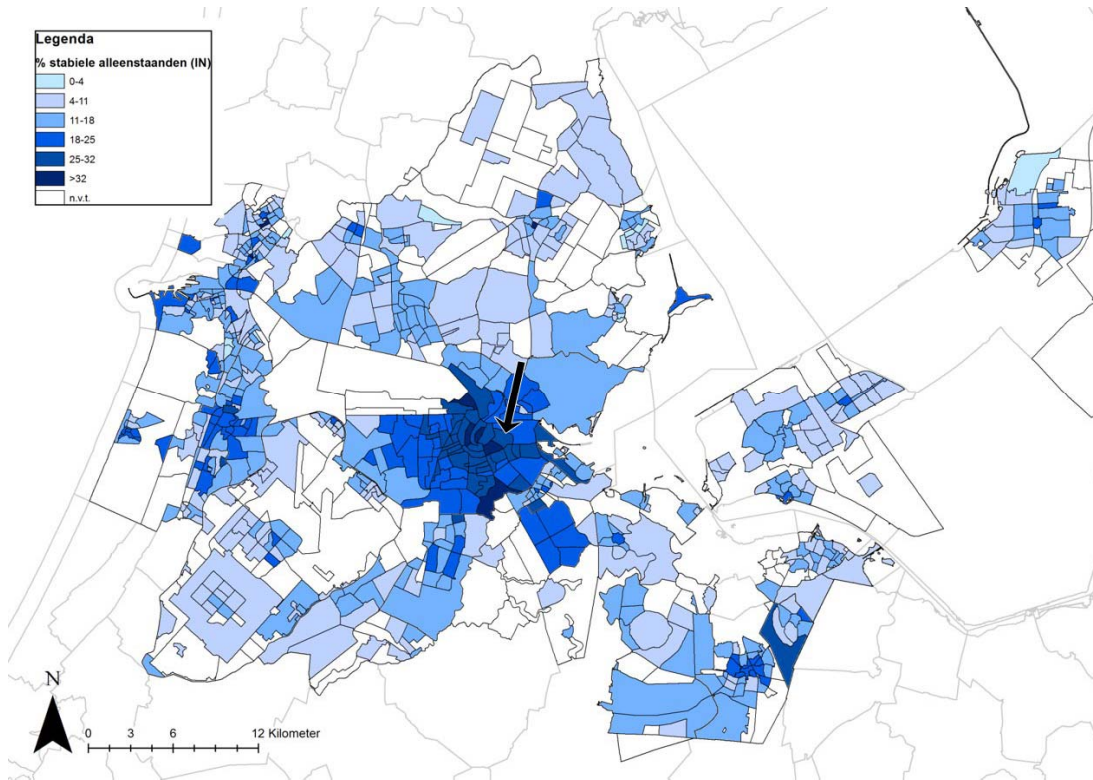 Legenda
% stabiele alleenstaanden (IN)
0-4
4-11
11-18
18-25
25-32
>32
n.v.t.
N
0 3 6 12 Kilometer